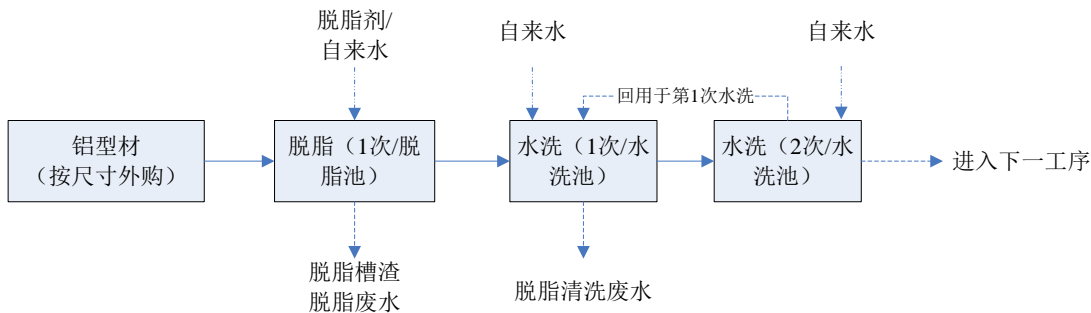 脱脂剂/
自来水
自来水
自来水
回用于第1次水洗
铝型材
（按尺寸外购）
脱脂（1次/脱
脂池）
水洗（1次/水
洗池）
水洗（2次/水
洗池）
进入下一工序
脱脂槽渣
脱脂废水
脱脂清洗废水